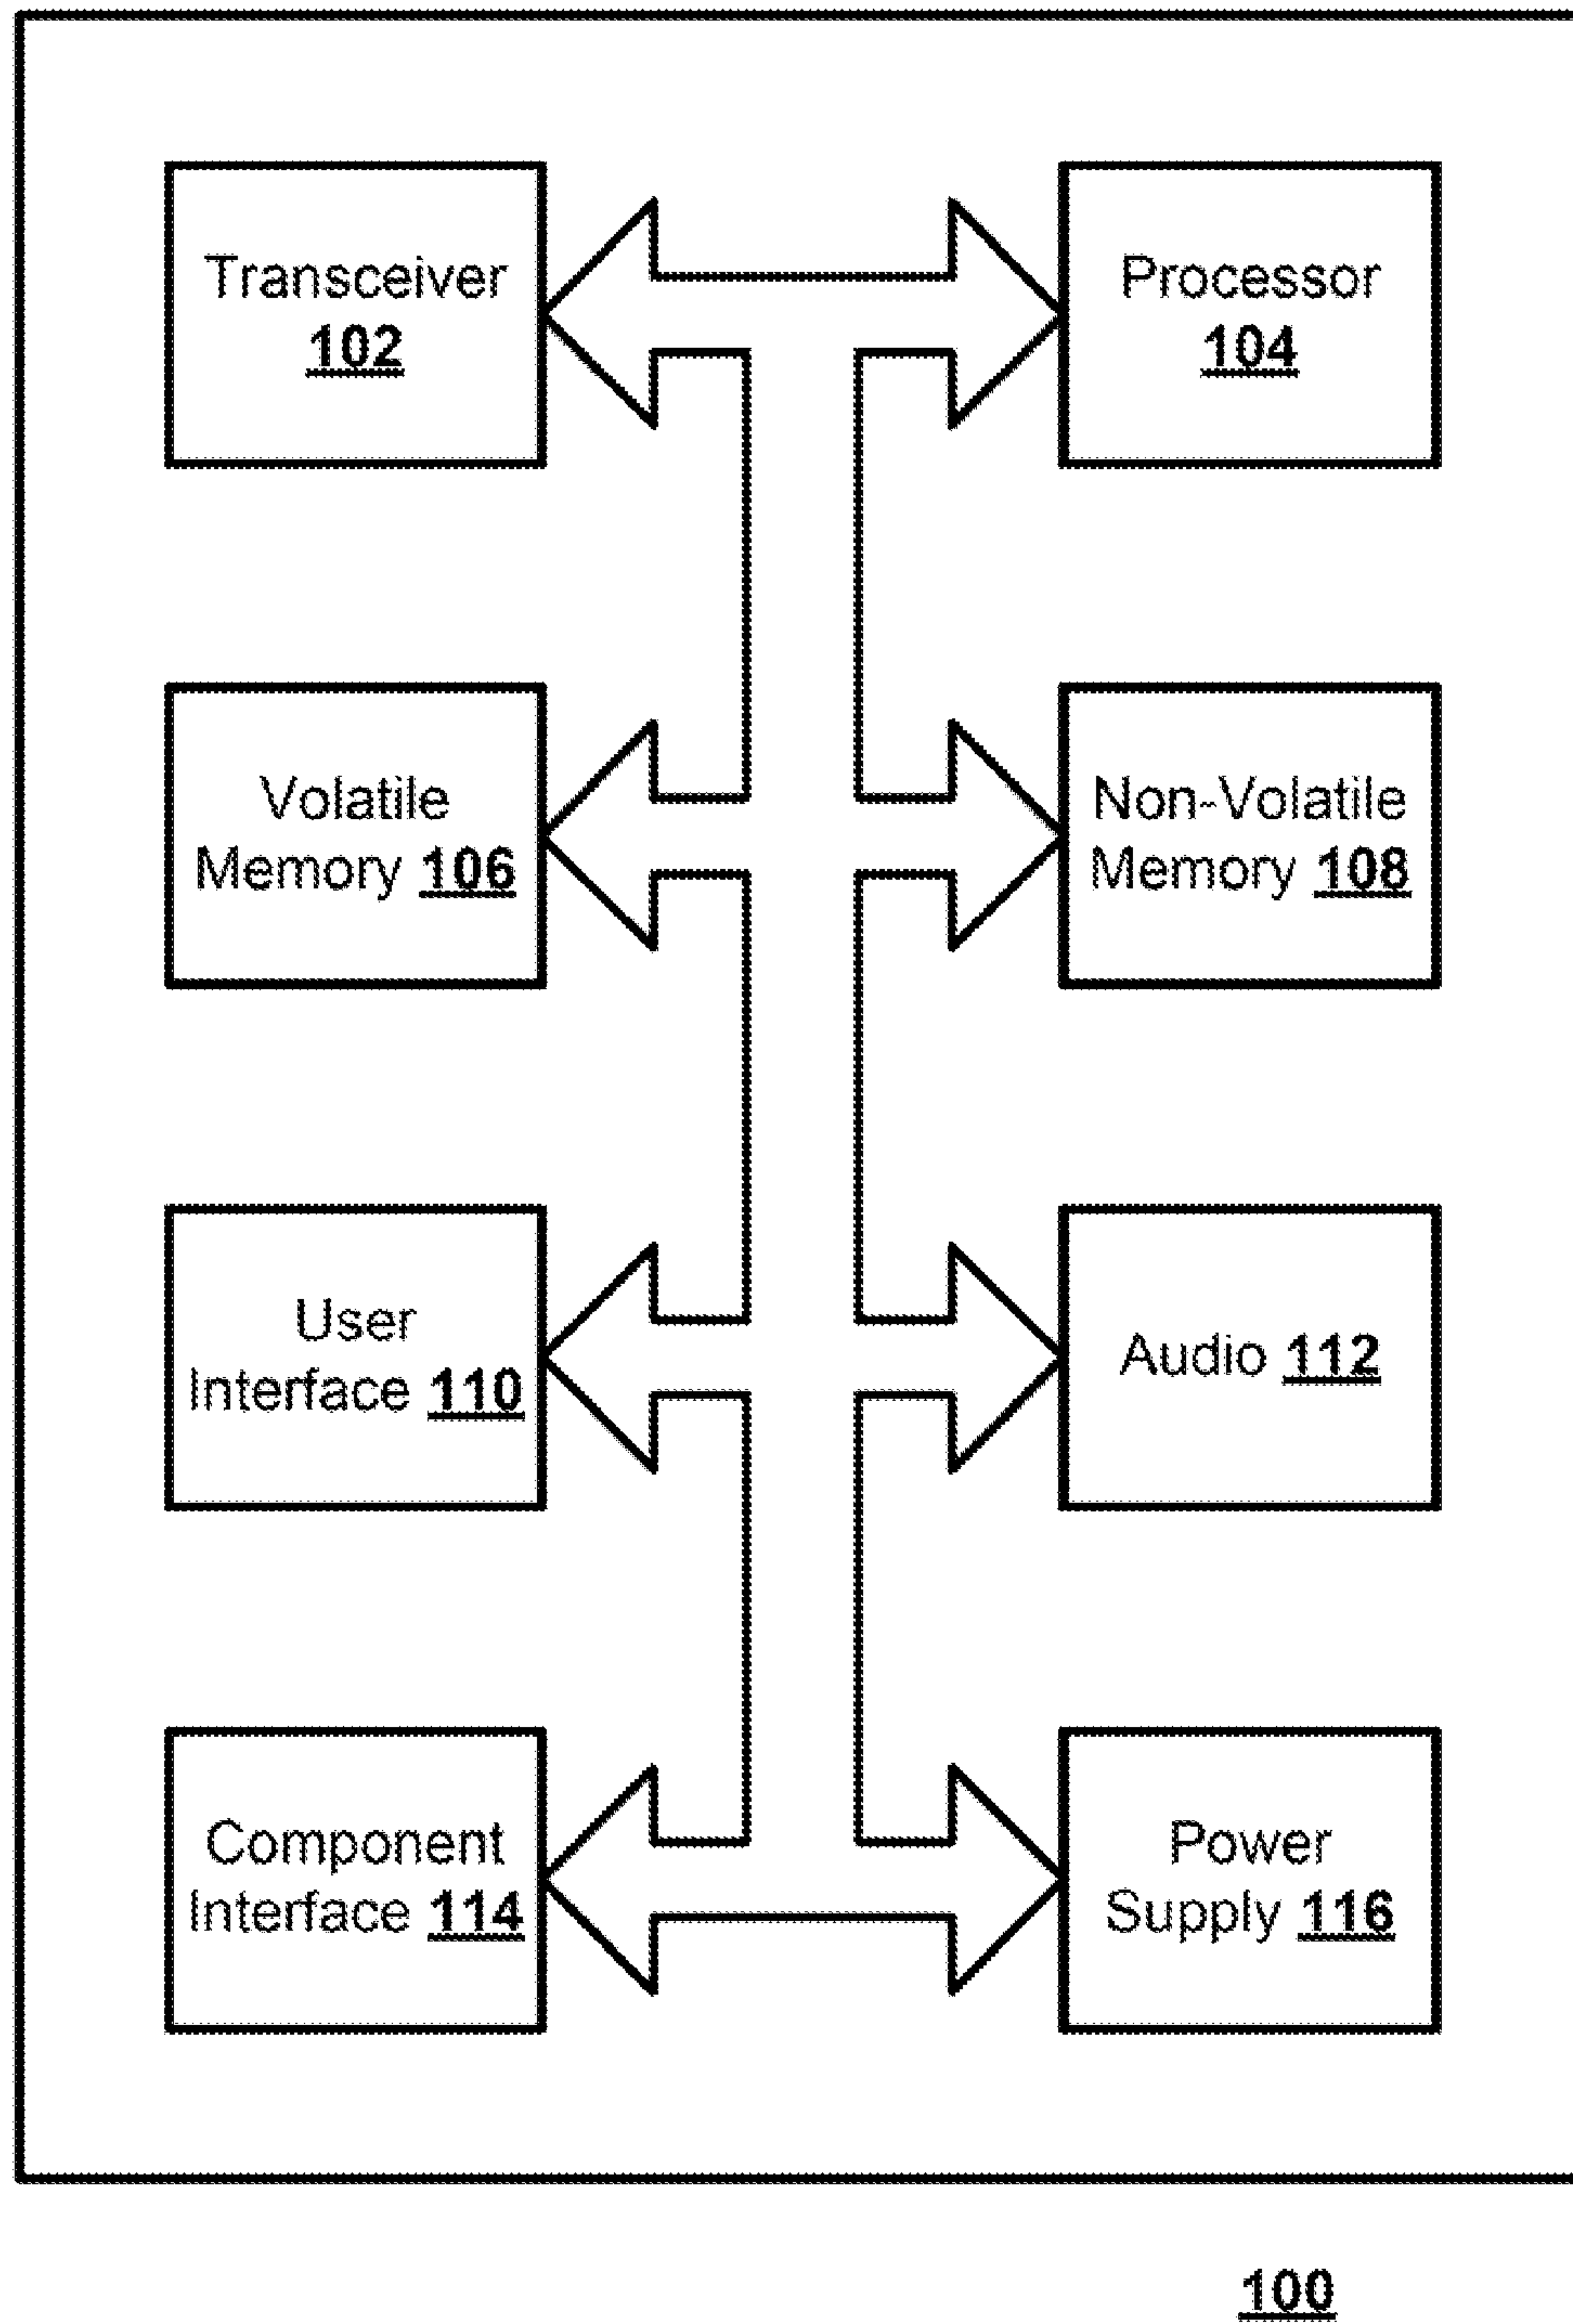 Transceiver
102
Processor
104
Volatile
Memory 106
Non-Volatile
Memory 108
User
Interface 110
Audio 112
Component
Interface 114
Power
Supply 116
100